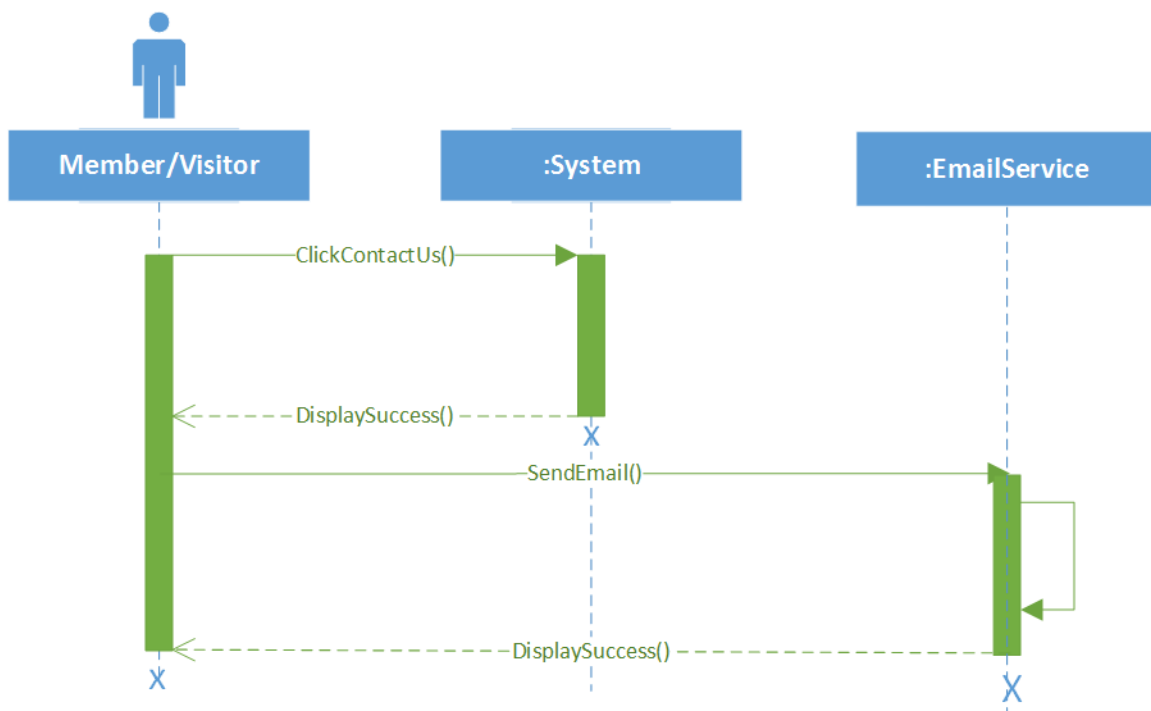 Member/Visitor
:System
:EmailService
ClickContactUs()
DisplaySuccess()
X
SendEmail()
DisplaySuccess()
X
X